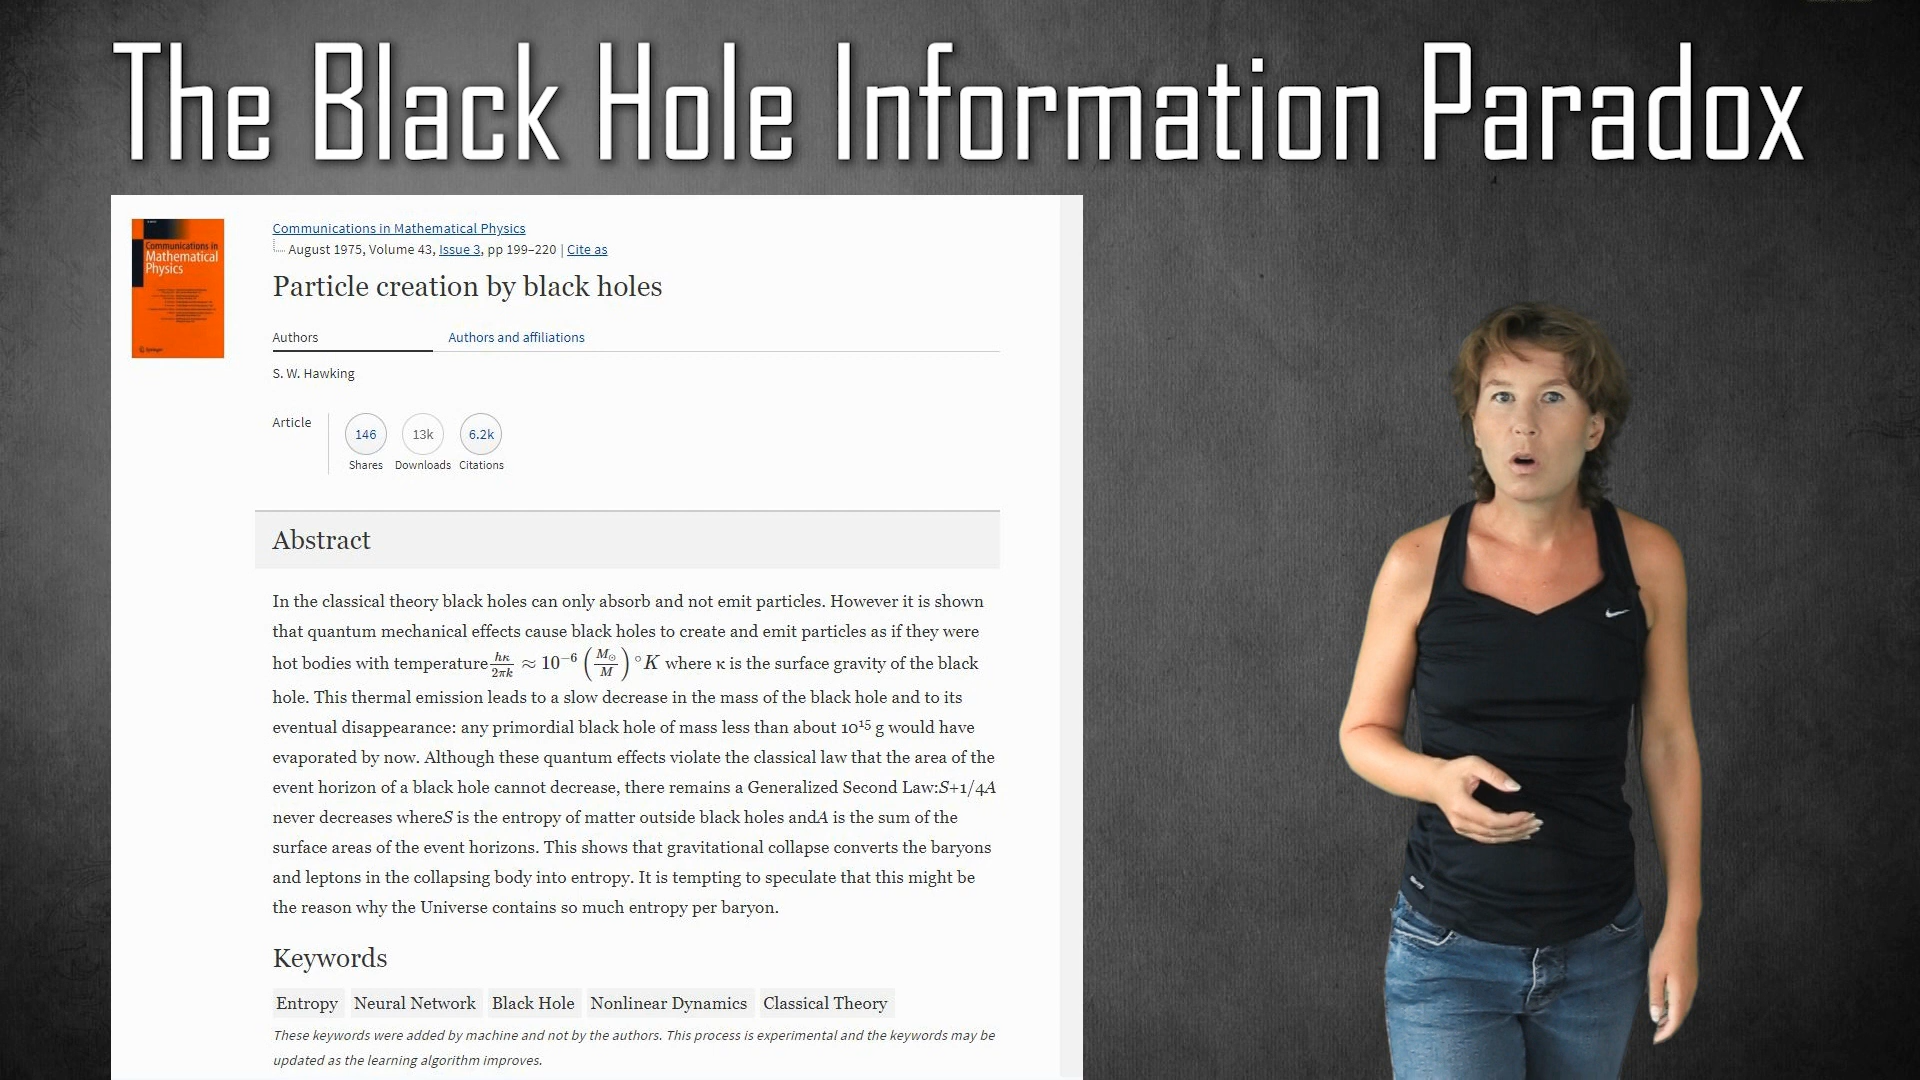 The Black Hole Information Paradox
Communications in
Mathematical
Physics
Springer
Communications in Mathematical Physics
August 1975, Volume 43, Issue 3, pp 199–220 | Cite as
Particle creation by black holes
Authors Authors and affiliations
S. W. Hawking
Article 146 13k 6.2k
Shares Downloads Citations
Abstract
In the classical theory black holes can only absorb and not emit particles. However it is shown
that quantum mechanical effects cause black holes to create and emit particles as if they were
hot bodies with temperature hκ/2πk ≈ 10⁻⁶ (M☉/M) °K where κ is the surface gravity of the black
hole. This thermal emission leads to a slow decrease in the mass of the black hole and to its
eventual disappearance: any primordial black hole of mass less than about 10¹⁵ g would have
evaporated by now. Although these quantum effects violate the classical law that the area of the
event horizon of a black hole cannot decrease, there remains a Generalized Second Law:S+1/4A
never decreases whereS is the entropy of matter outside black holes andA is the sum of the
surface areas of the event horizons. This shows that gravitational collapse converts the baryons
and leptons in the collapsing body into entropy. It is tempting to speculate that this might be
the reason why the Universe contains so much entropy per baryon.
Keywords
Entropy Neural Network Black Hole Nonlinear Dynamics Classical Theory
These keywords were added by machine and not by the authors. This process is experimental and the keywords may be
updated as the learning algorithm improves.